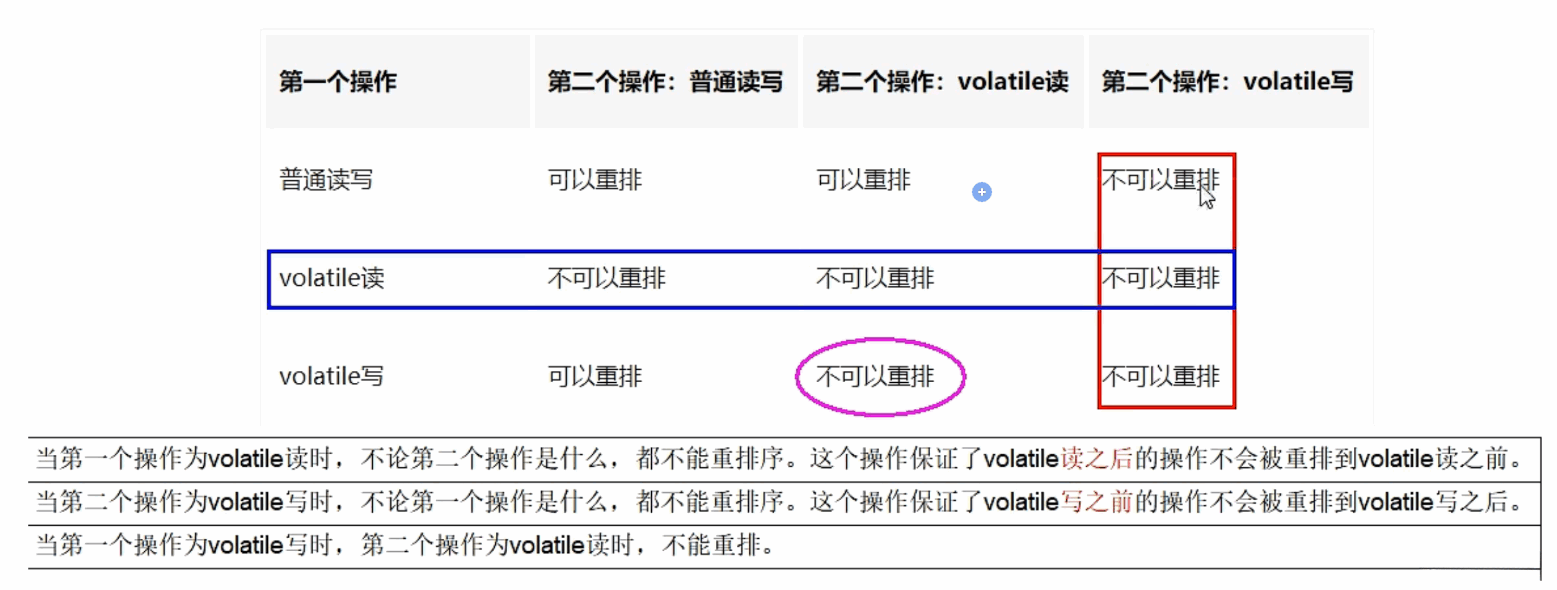 第一个操作 第二个操作：普通读写 第二个操作：volatile读 第二个操作：volatile写
普通读写 可以重排 可以重排 不可以重排
volatile读 不可以重排 不可以重排 不可以重排
volatile写 可以重排 不可以重排 不可以重排
当第一个操作为volatile读时，不论第二个操作是什么，都不能重排序。这个操作保证了volatile读之后的操作不会被重排到volatile读之前。
当第二个操作为volatile写时，不论第一个操作是什么，都不能重排序。这个操作保证了volatile写之前的操作不会被重排到volatile写之后。
当第一个操作为volatile写时，第二个操作为volatile读时，不能重排。